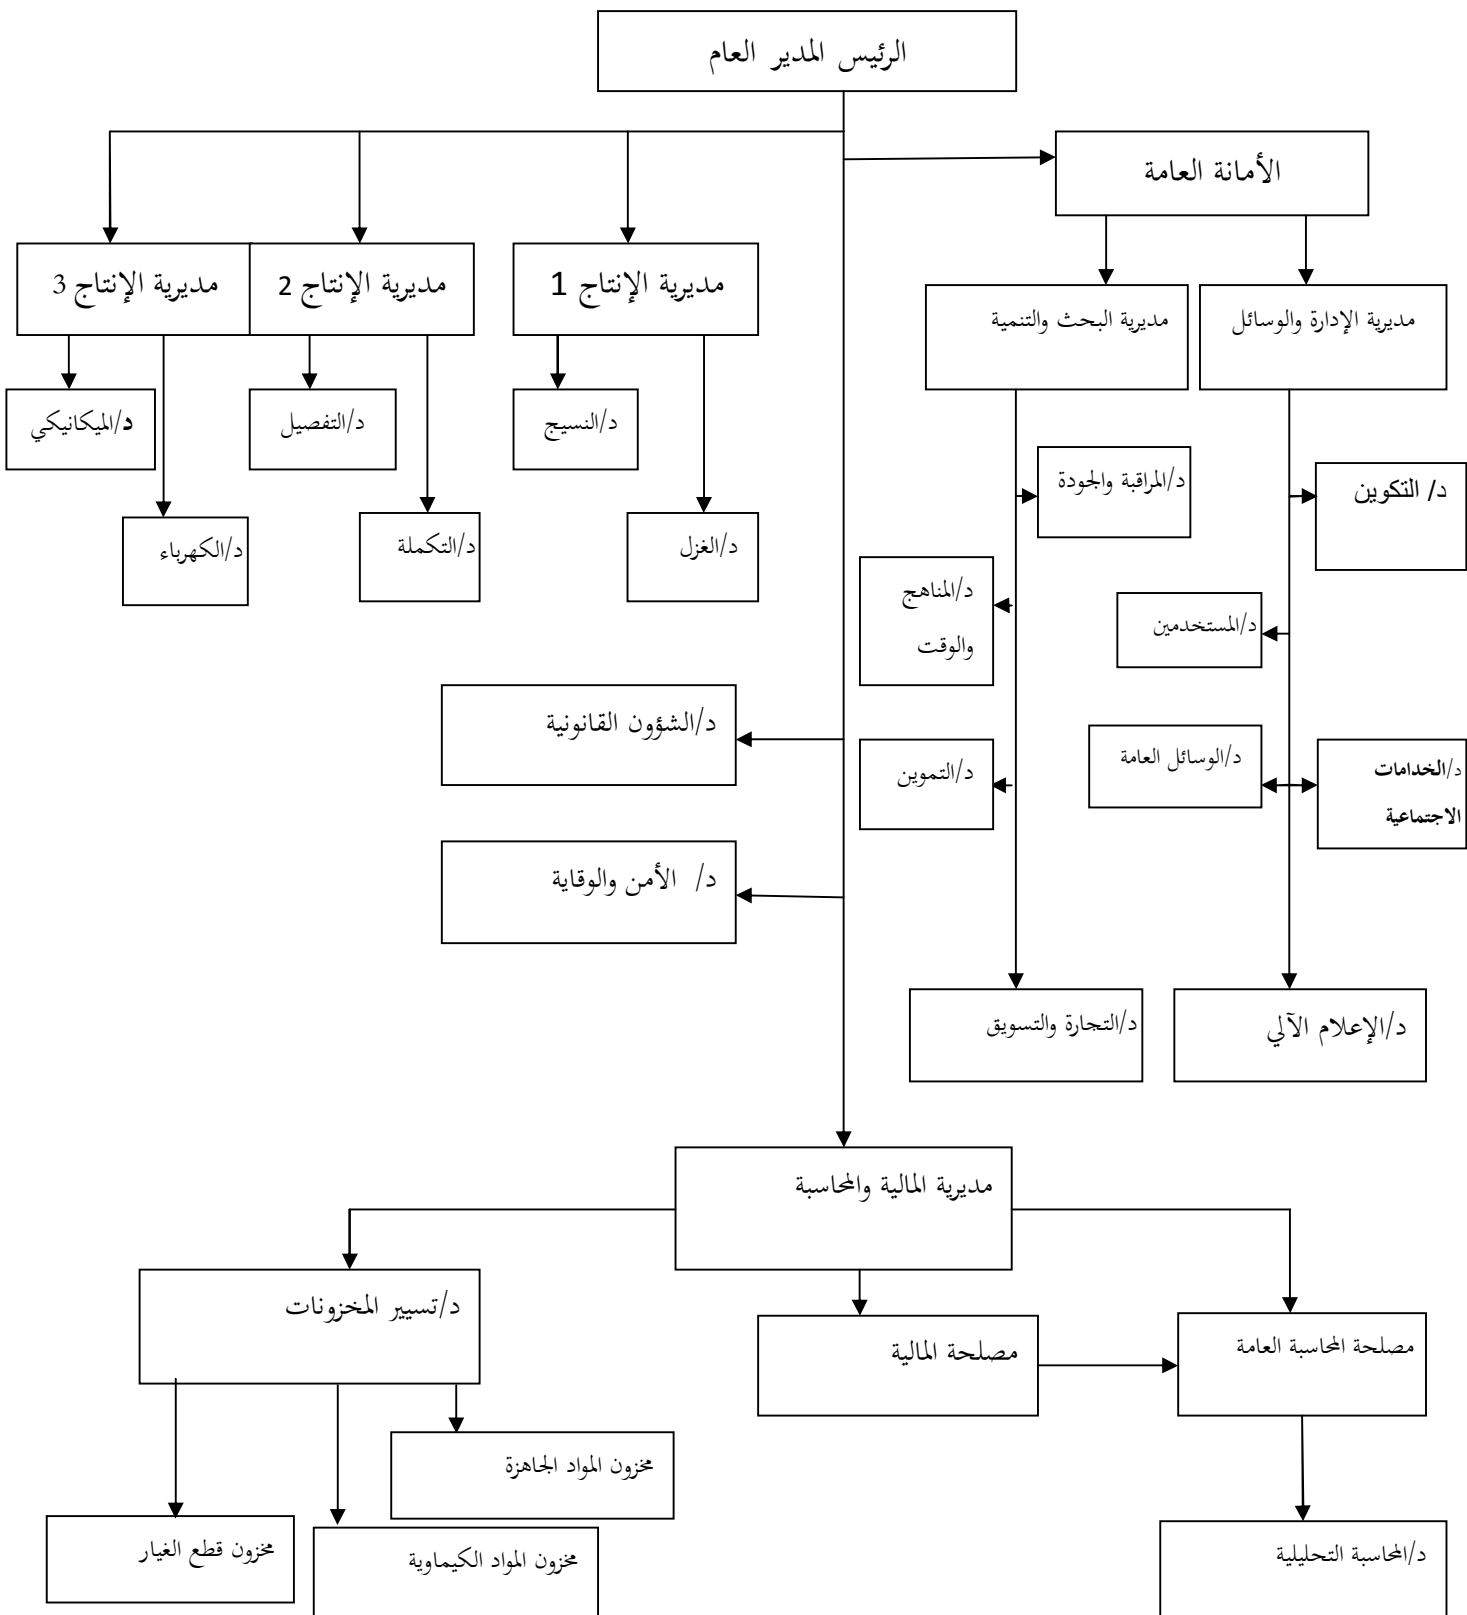 الرئيس المدير العام
الأمانة العامة
مديرية الإنتاج 1
مديرية الإنتاج 2
مديرية الإنتاج 3
مديرية الإدارة والوسائل
مديرية البحث والتنمية
د/النسيج
د/التفصيل
د/الميكانيكي
د/المراقبة والجودة
د/ التكوين
د/الغزل
د/التكملة
د/الكهرباء
د/المناهج
والوقت
د/المستخدمين
د/الشؤون القانونية
د/التموين
د/الوسائل العامة
د/الخدامات
الاجتماعية
د/ الأمن والوقاية
د/الإعلام الآلي
د/التجارة والتسويق
مديرية المالية والمحاسبة
د/تسيير المخزونات
مصلحة المالية
مصلحة المحاسبة العامة
مخزون المواد الجاهزة
مخزون المواد الكيماوية
مخزون قطع الغيار
د/المحاسبة التحليلية